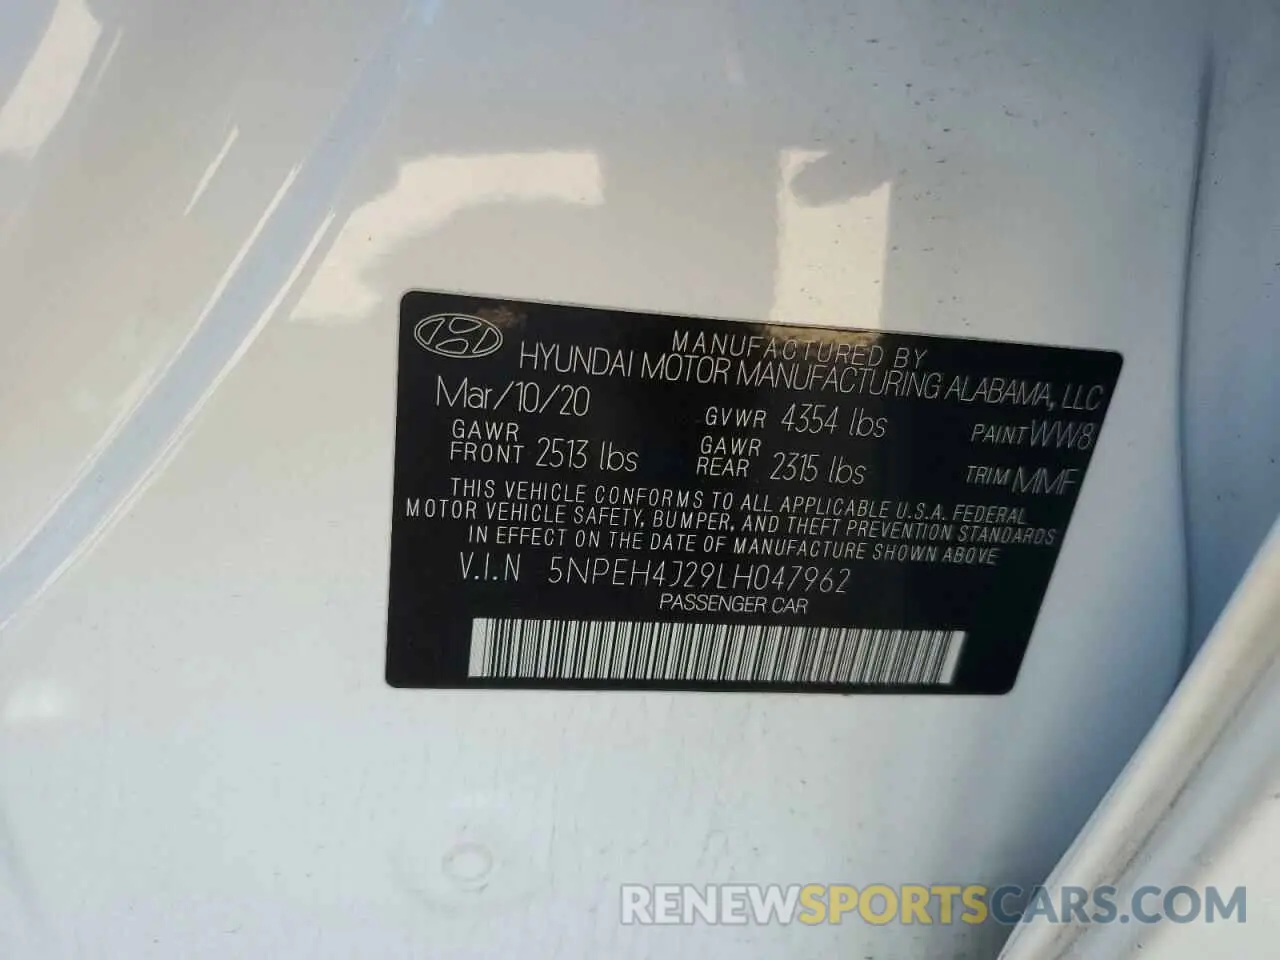 MANUFACTURED BY
HYUNDAI MOTOR MANUFACTURING ALABAMA, LLC
Mar/10/20 GVWR 4354 lbs PAINT WW8
GAWR FRONT 2513 lbs GAWR REAR 2315 lbs TRIM MMF
THIS VEHICLE CONFORMS TO ALL APPLICABLE U.S.A. FEDERAL
MOTOR VEHICLE SAFETY, BUMPER, AND THEFT PREVENTION STANDARDS
IN EFFECT ON THE DATE OF MANUFACTURE SHOWN ABOVE
V.I.N 5NPEH4J29LH047962
PASSENGER CAR
RENEWSPORTSCARS.COM